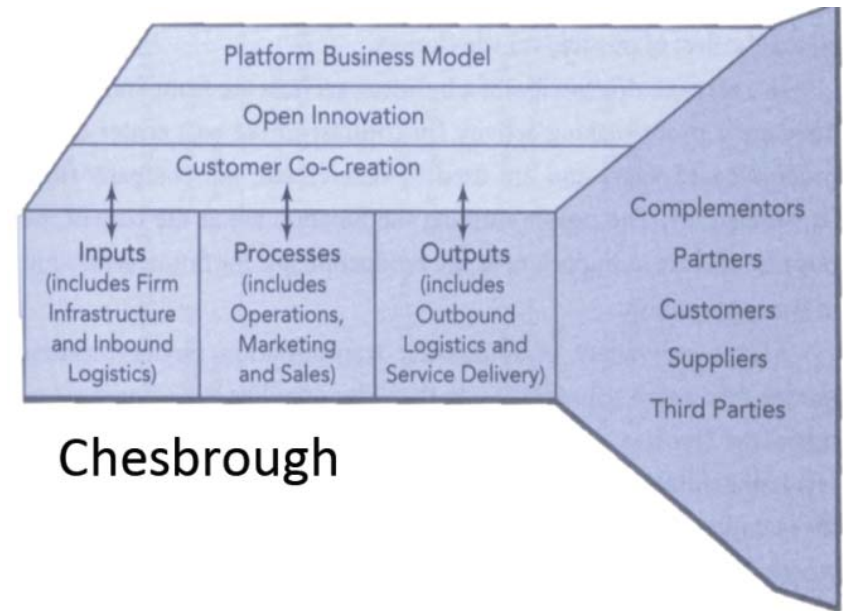 Platform Business Model
Open Innovation
Customer Co-Creation
Inputs
(includes Firm
Infrastructure
and Inbound
Logistics)
Processes
(includes
Operations,
Marketing
and Sales)
Outputs
(includes
Outbound
Logistics and
Service Delivery)
Complementors
Partners
Customers
Suppliers
Third Parties
Chesbrough